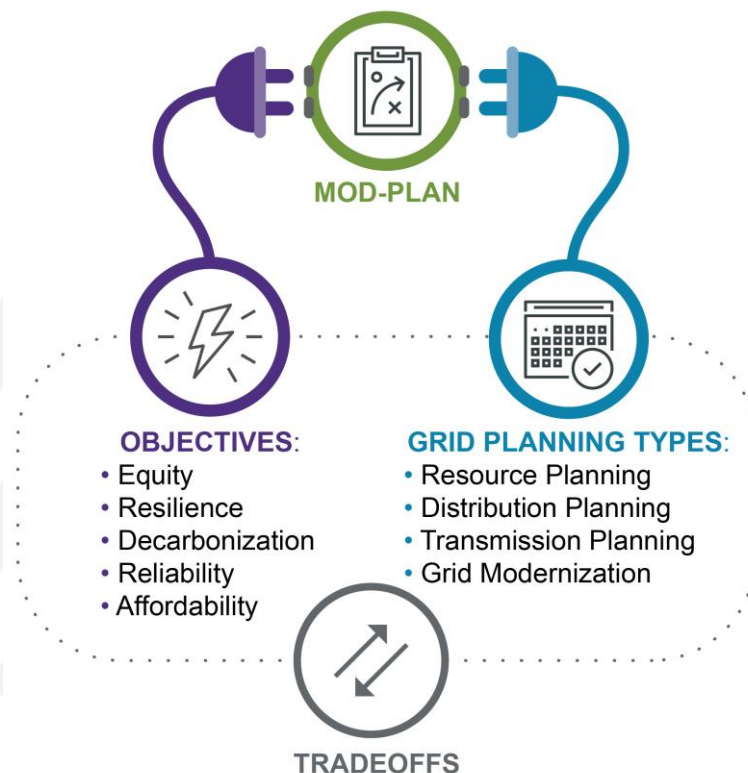 MOD-PLAN
OBJECTIVES:
• Equity
• Resilience
• Decarbonization
• Reliability
• Affordability
GRID PLANNING TYPES:
• Resource Planning
• Distribution Planning
• Transmission Planning
• Grid Modernization
TRADEOFFS